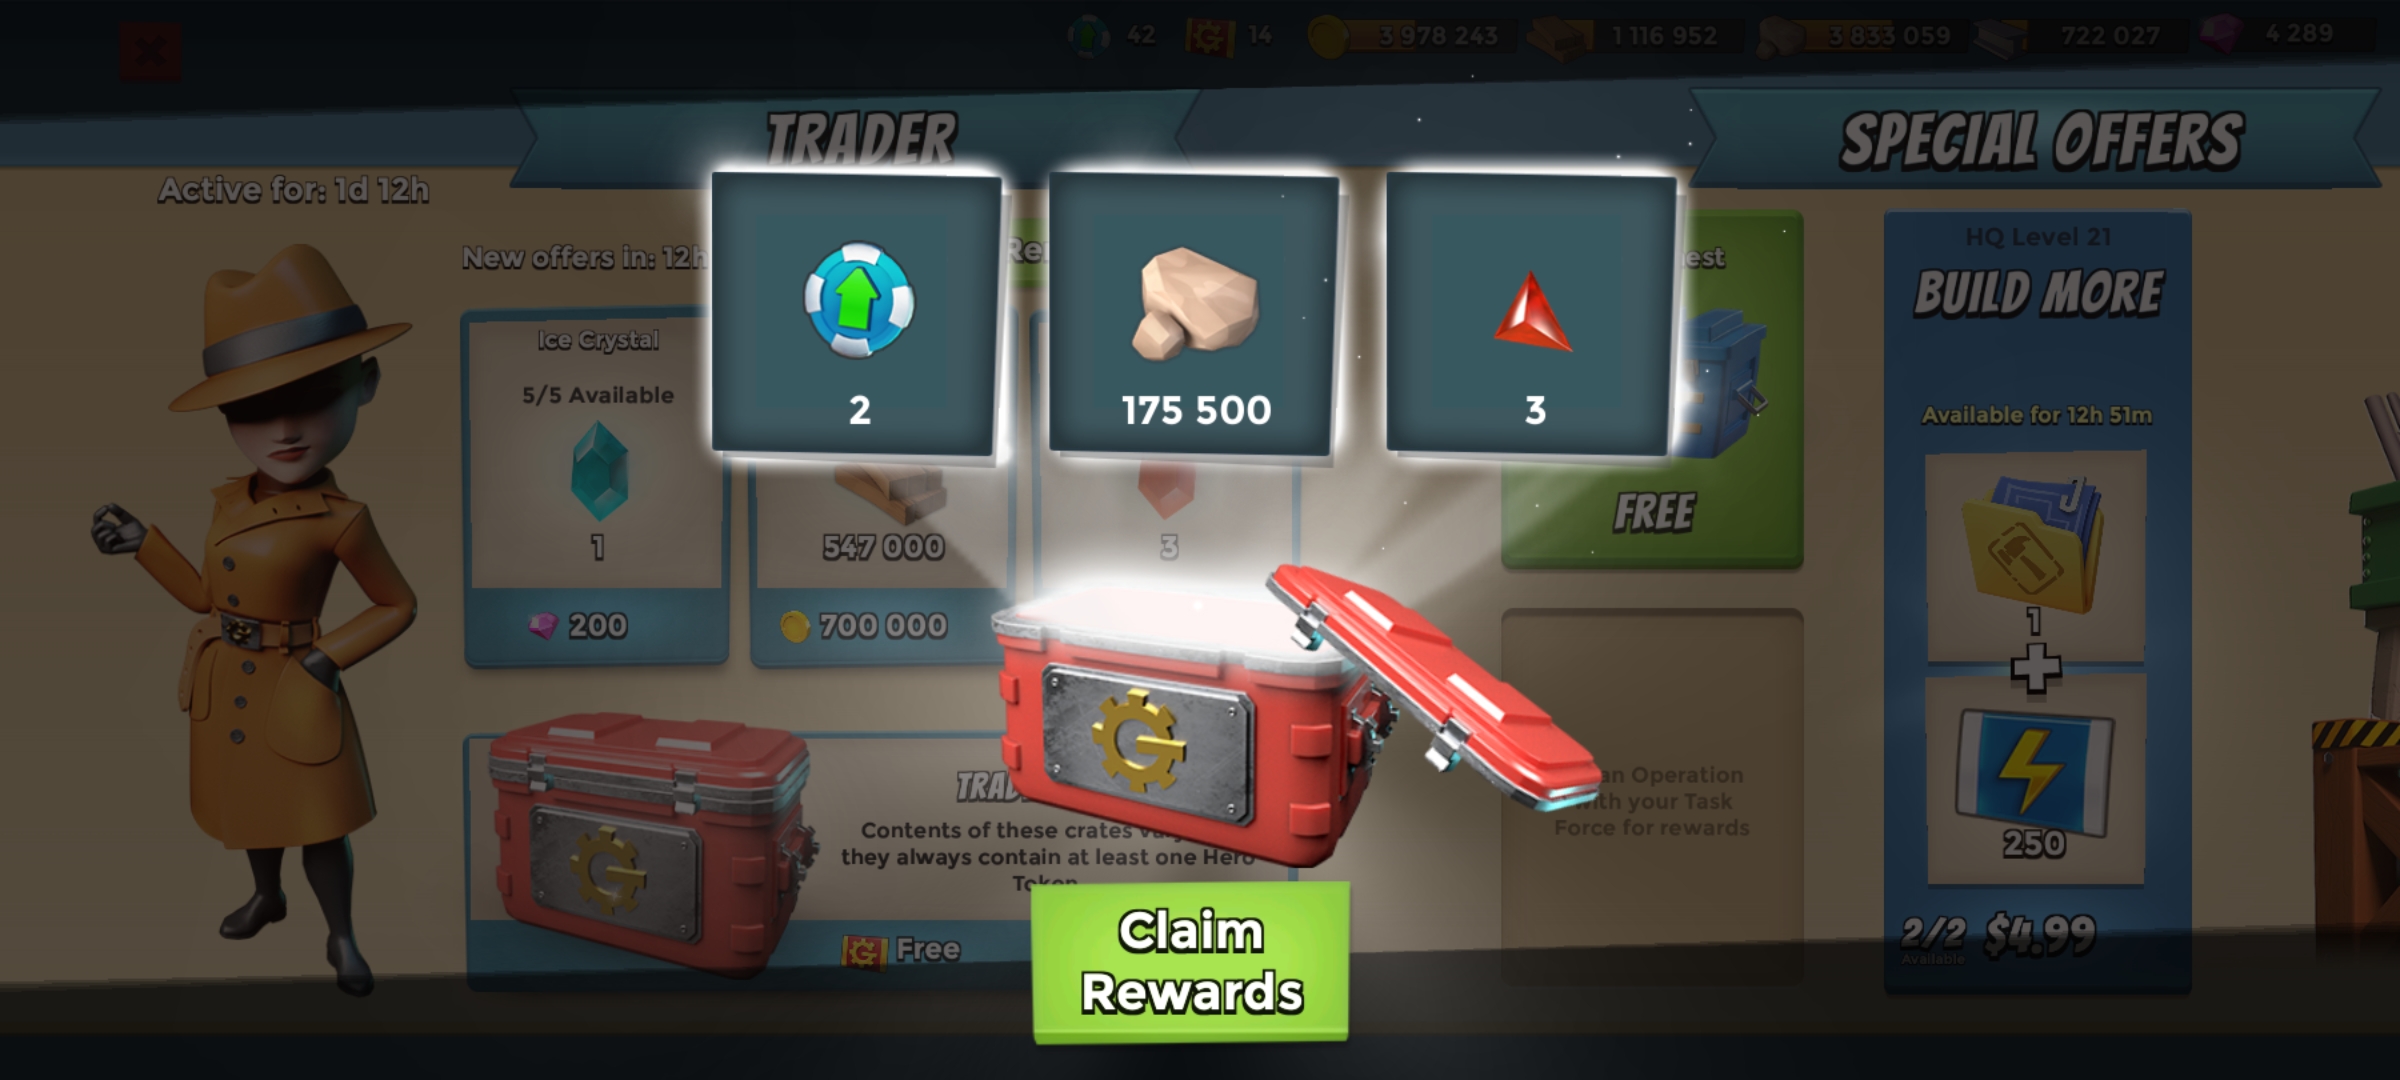 42
14
3 978 243
1 116 952
3 833 059
722 027
4 289
TRADER
SPECIAL OFFERS
Active for: 1d 12h
New offers in: 12h
Ice Crystal
5/5 Available
1
200
547 000
700 000
3
2
175 500
3
FREE
HQ Level 21
BUILD MORE
Available for 12h 51m
1
250
2/2
Available
$4.99
Contents of these crates
they always contain at least one Hero
Token
Free
an Operation
with your Task
Force for rewards
Claim
Rewards